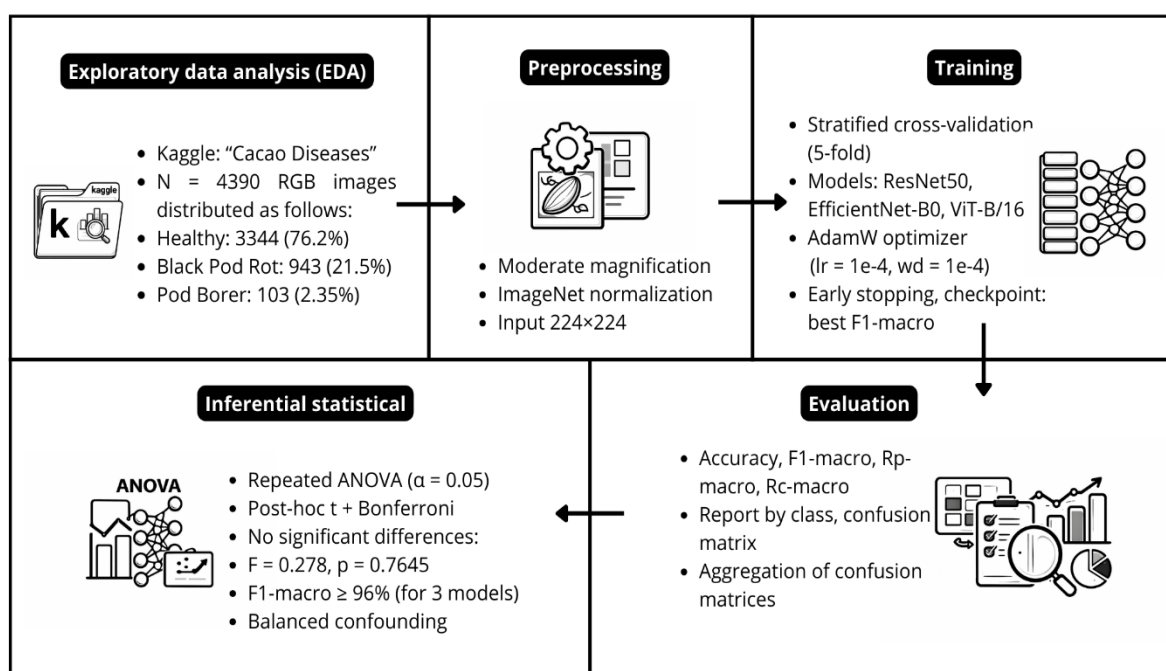 Exploratory data analysis (EDA)
kaggle
k
• Kaggle: “Cacao Diseases”
• N = 4390 RGB images
distributed as follows:
• Healthy: 3344 (76.2%)
• Black Pod Rot: 943 (21.5%)
• Pod Borer: 103 (2.35%)
Preprocessing
• Moderate magnification
• ImageNet normalization
• Input 224×224
Training
• Stratified cross-validation
(5-fold)
• Models: ResNet50,
EfficientNet-B0, ViT-B/16
• AdamW optimizer
(lr = 1e-4, wd = 1e-4)
• Early stopping, checkpoint:
best F1-macro
Inferential statistical
ANOVA
• Repeated ANOVA (α = 0.05)
• Post-hoc t + Bonferroni
• No significant differences:
• F = 0.278, p = 0.7645
• F1-macro ≥ 96% (for 3 models)
• Balanced confounding
Evaluation
• Accuracy, F1-macro, Rp-
macro, Rc-macro
• Report by class, confusion
matrix
• Aggregation of confusion
matrices